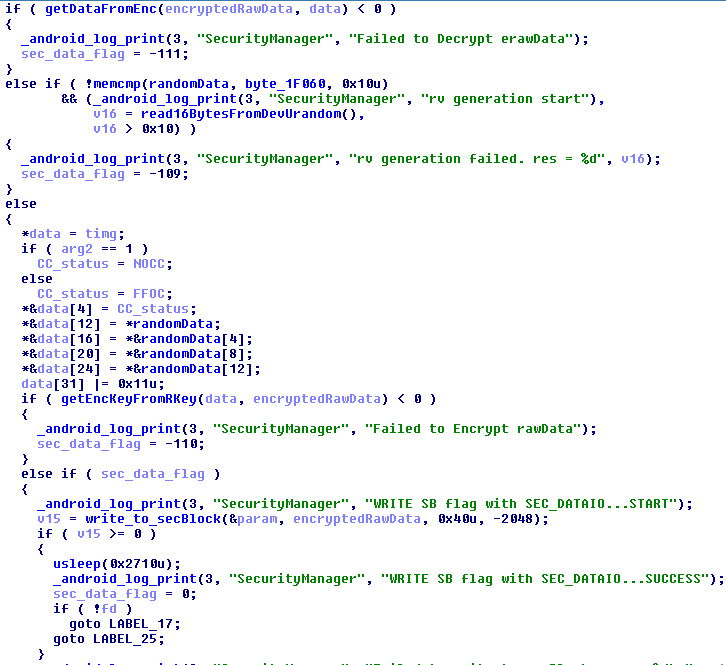 if ( getDataFromEnc(encryptedRawData, data) < 0 )
{
_android_log_print(3, "SecurityManager", "Failed to Decrypt erawData");
sec_data_flag = -111;
}
else if ( !memcmp(randomData, byte_1F060, 0x10u)
&& (_android_log_print(3, "SecurityManager", "rv generation start"),
v16 = read16BytesFromDevUrandom(),
v16 > 0x10) )
{
_android_log_print(3, "SecurityManager", "rv generation failed. res = %d", v16);
sec_data_flag = -109;
}
else
{
*data = timg;
if ( arg2 == 1 )
CC_status = NOCC;
else
CC_status = FFOC;
*&data[4] = CC_status;
*&data[12] = *randomData;
*&data[16] = *&randomData[4];
*&data[20] = *&randomData[8];
*&data[24] = *&randomData[12];
data[31] |= 0x11u;
if ( getEncKeyFromRKey(data, encryptedRawData) < 0 )
{
_android_log_print(3, "SecurityManager", "Failed to Encrypt rawData");
sec_data_flag = -110;
}
else if ( sec_data_flag )
{
_android_log_print(3, "SecurityManager", "WRITE SB flag with SEC_DATAIO...START");
v15 = write_to_secBlock(&param, encryptedRawData, 0x40u, -2048);
if ( v15 >= 0 )
{
usleep(0x2710u);
_android_log_print(3, "SecurityManager", "WRITE SB flag with SEC_DATAIO...SUCCESS");
sec_data_flag = 0;
if ( !fd )
goto LABEL_17;
goto LABEL_25;
}